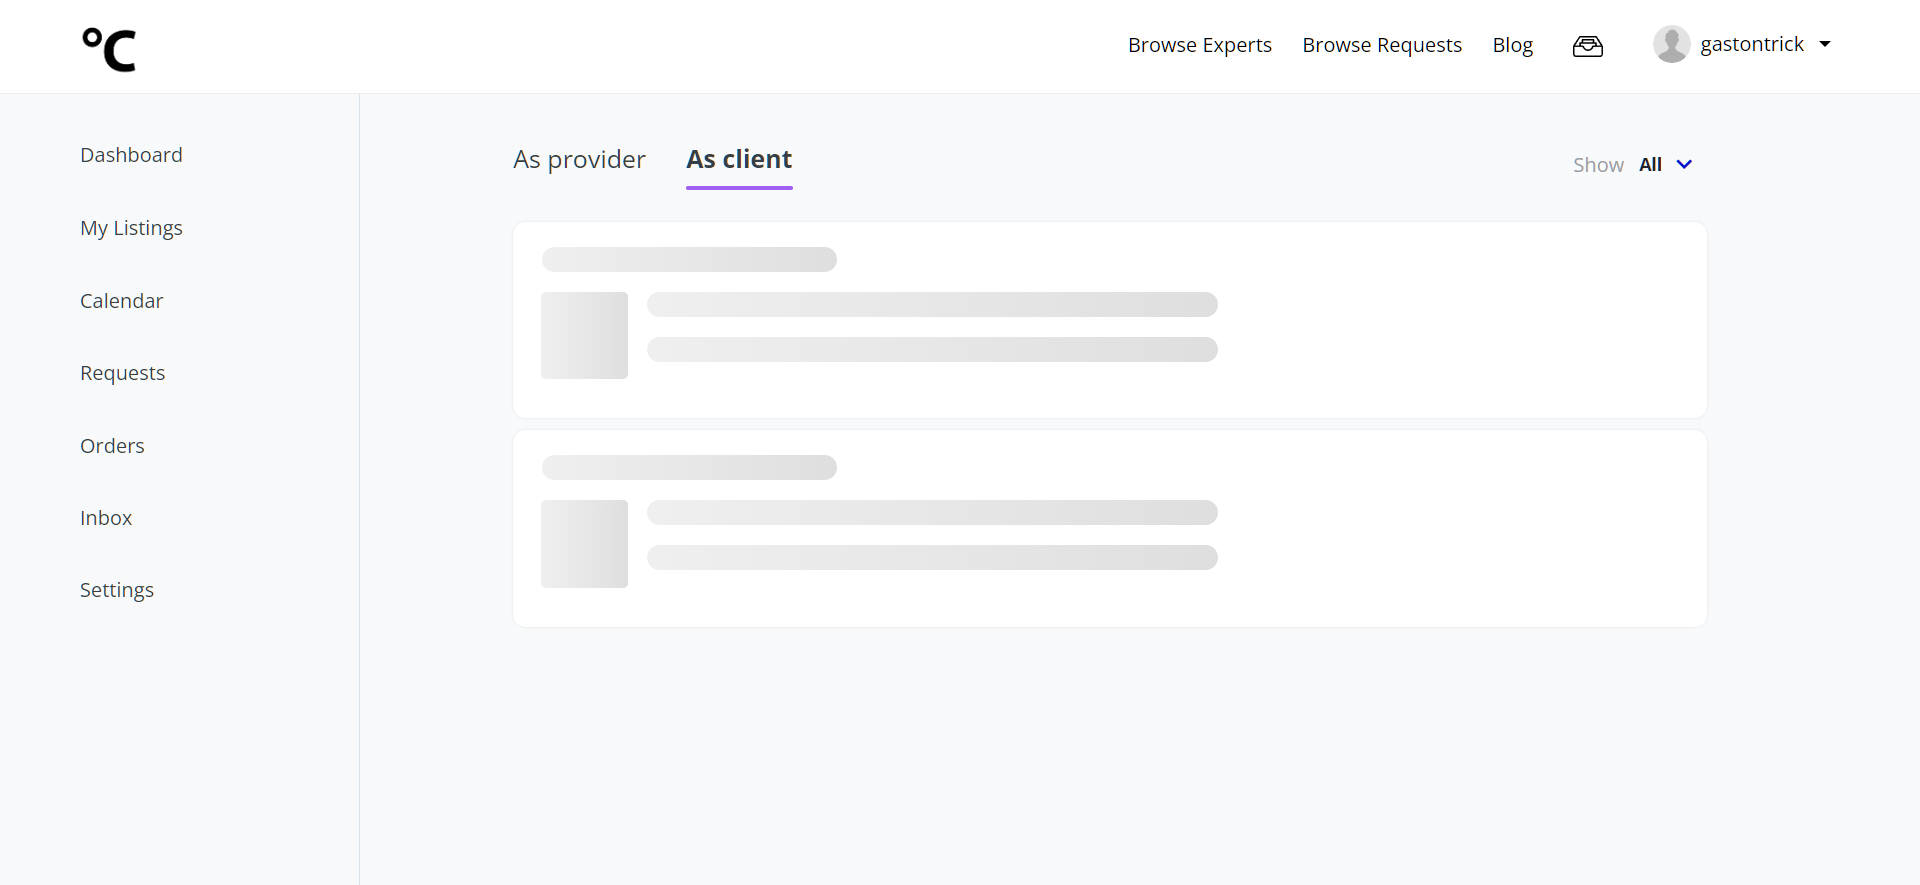 °C
Browse Experts
Browse Requests
Blog
gastontrick
Dashboard
My Listings
Calendar
Requests
Orders
Inbox
Settings
As provider
As client
Show All